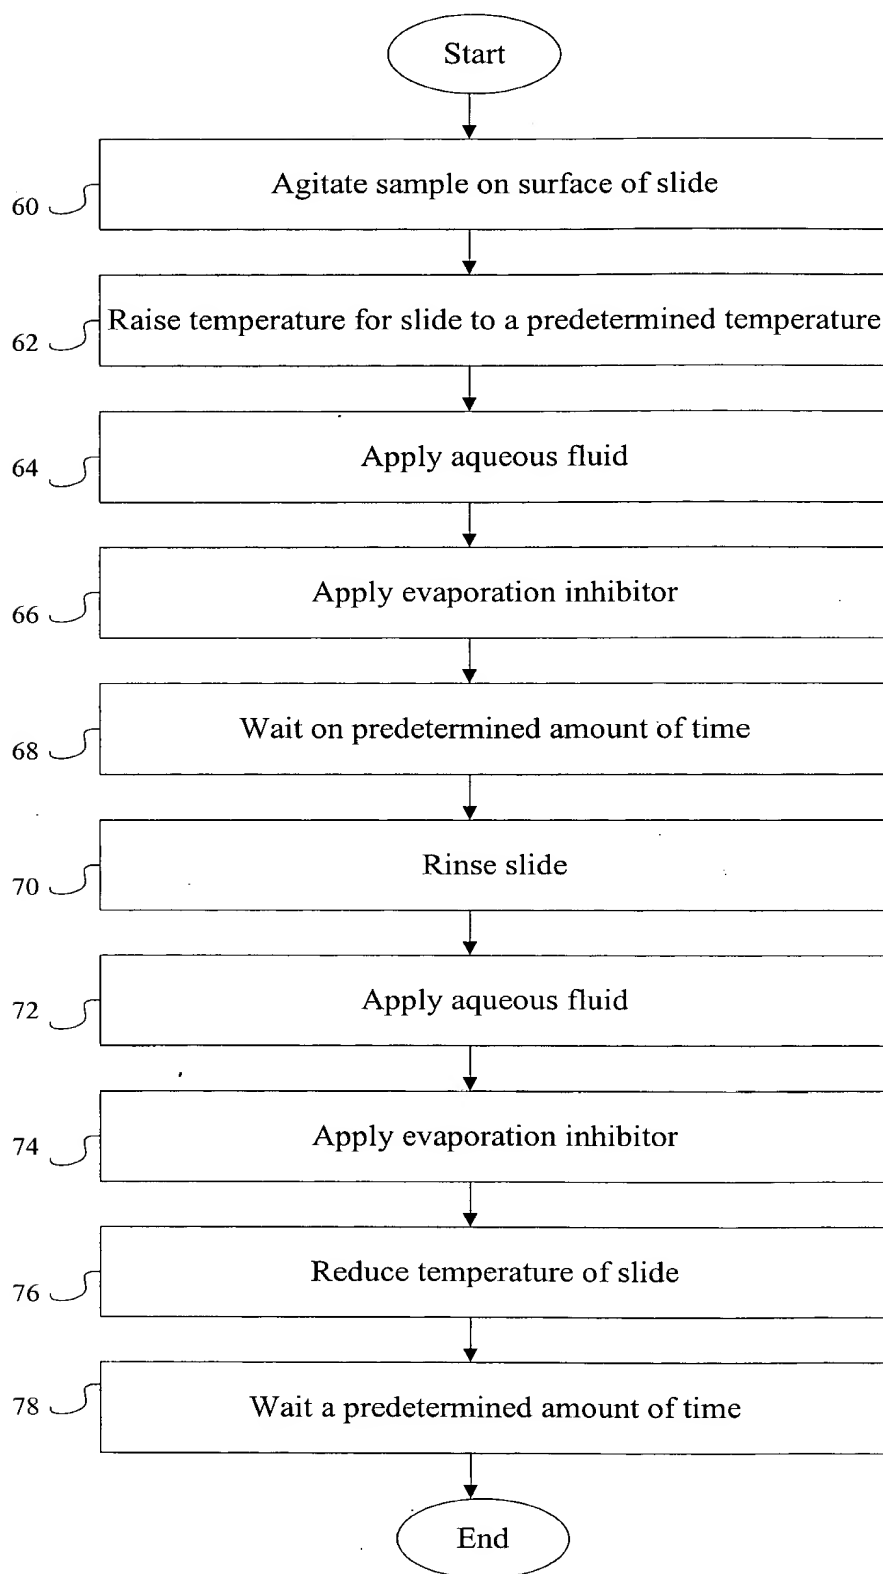 Start
60
Agitate sample on surface of slide
62
Raise temperature for slide to a predetermined temperature
64
Apply aqueous fluid
66
Apply evaporation inhibitor
68
Wait on predetermined amount of time
70
Rinse slide
72
Apply aqueous fluid
74
Apply evaporation inhibitor
76
Reduce temperature of slide
78
Wait a predetermined amount of time
End